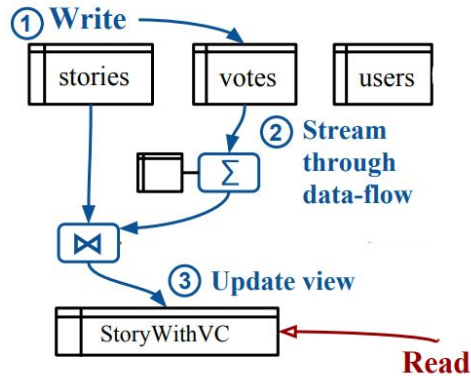 ① Write
stories
votes
users
② Stream
through
data-flow
Σ
⋈
③ Update view
StoryWithVC
Read